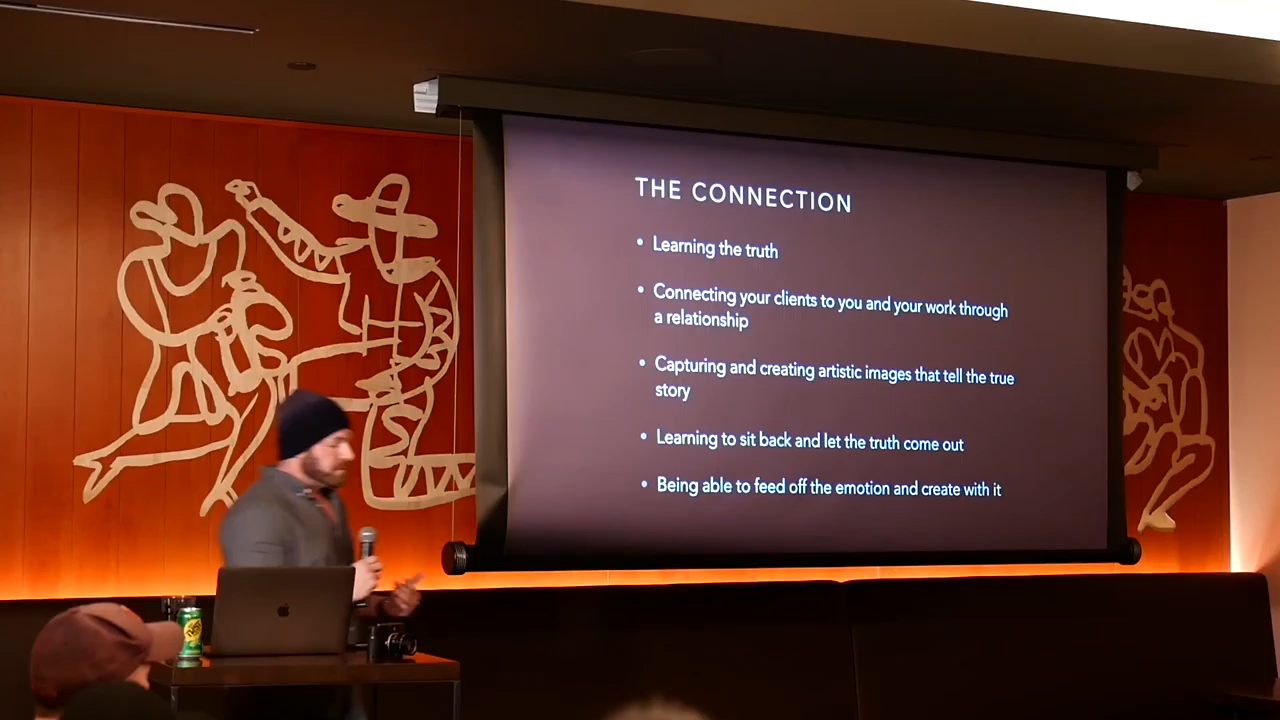 THE CONNECTION
• Learning the truth
• Connecting your clients to you and your work through
a relationship
• Capturing and creating artistic images that tell the true
story
• Learning to sit back and let the truth come out
• Being able to feed off the emotion and create with it